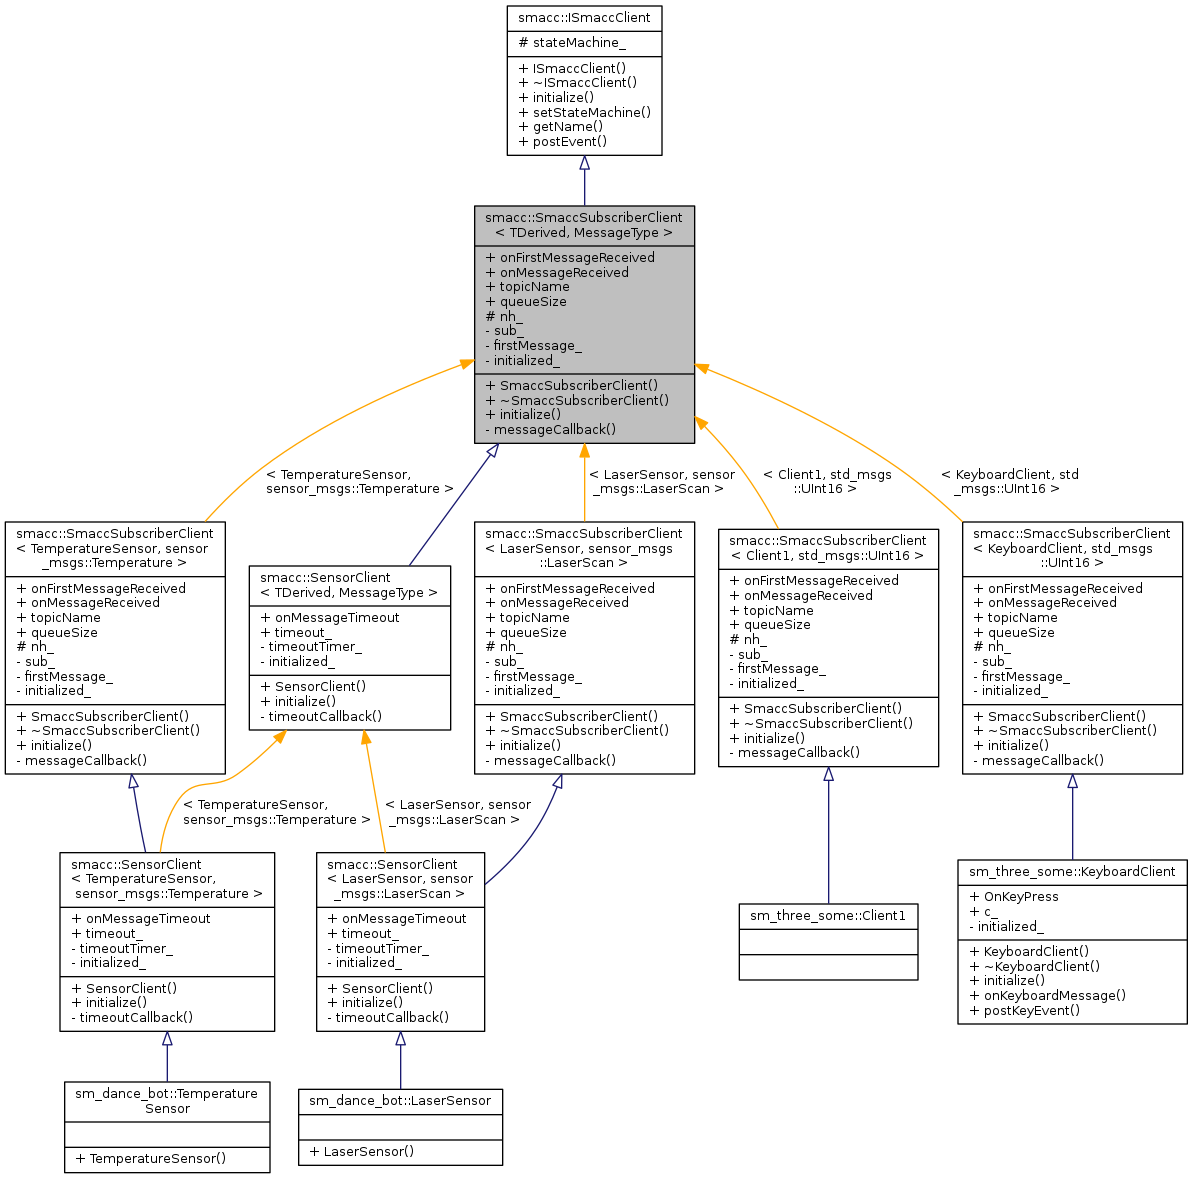 smacc::ISmaccClient
# stateMachine_
+ ISmaccClient()
+ ~ISmaccClient()
+ initialize()
+ setStateMachine()
+ getName()
+ postEvent()
smacc::SmaccSubscriberClient
< TDerived, MessageType >
+ onFirstMessageReceived
+ onMessageReceived
+ topicName
+ queueSize
# nh_
- sub_
- firstMessage_
- initialized_
+ SmaccSubscriberClient()
+ ~SmaccSubscriberClient()
+ initialize()
- messageCallback()
< TemperatureSensor,
sensor_msgs::Temperature >
< LaserSensor, sensor
_msgs::LaserScan >
< Client1, std_msgs
::UInt16 >
< KeyboardClient, std
_msgs::UInt16 >
smacc::SmaccSubscriberClient
< TemperatureSensor, sensor
_msgs::Temperature >
+ onFirstMessageReceived
+ onMessageReceived
+ topicName
+ queueSize
# nh_
- sub_
- firstMessage_
- initialized_
+ SmaccSubscriberClient()
+ ~SmaccSubscriberClient()
+ initialize()
- messageCallback()
smacc::SensorClient
< TDerived, MessageType >
+ onMessageTimeout
+ timeout_
- timeoutTimer_
- initialized_
+ SensorClient()
+ initialize()
- timeoutCallback()
smacc::SmaccSubscriberClient
< LaserSensor, sensor_msgs
::LaserScan >
+ onFirstMessageReceived
+ onMessageReceived
+ topicName
+ queueSize
# nh_
- sub_
- firstMessage_
- initialized_
+ SmaccSubscriberClient()
+ ~SmaccSubscriberClient()
+ initialize()
- messageCallback()
smacc::SmaccSubscriberClient
< Client1, std_msgs::UInt16 >
+ onFirstMessageReceived
+ onMessageReceived
+ topicName
+ queueSize
# nh_
- sub_
- firstMessage_
- initialized_
+ SmaccSubscriberClient()
+ ~SmaccSubscriberClient()
+ initialize()
- messageCallback()
smacc::SmaccSubscriberClient
< KeyboardClient, std_msgs
::UInt16 >
+ onFirstMessageReceived
+ onMessageReceived
+ topicName
+ queueSize
# nh_
- sub_
- firstMessage_
- initialized_
+ SmaccSubscriberClient()
+ ~SmaccSubscriberClient()
+ initialize()
- messageCallback()
< TemperatureSensor,
sensor_msgs::Temperature >
< LaserSensor, sensor
_msgs::LaserScan >
smacc::SensorClient
< TemperatureSensor,
sensor_msgs::Temperature >
+ onMessageTimeout
+ timeout_
- timeoutTimer_
- initialized_
+ SensorClient()
+ initialize()
- timeoutCallback()
smacc::SensorClient
< LaserSensor, sensor
_msgs::LaserScan >
+ onMessageTimeout
+ timeout_
- timeoutTimer_
- initialized_
+ SensorClient()
+ initialize()
- timeoutCallback()
sm_three_some::Client1
sm_three_some::KeyboardClient
+ OnKeyPress
+ c_
- initialized_
+ KeyboardClient()
+ ~KeyboardClient()
+ initialize()
+ onKeyboardMessage()
+ postKeyEvent()
sm_dance_bot::Temperature
Sensor
+ TemperatureSensor()
sm_dance_bot::LaserSensor
+ LaserSensor()